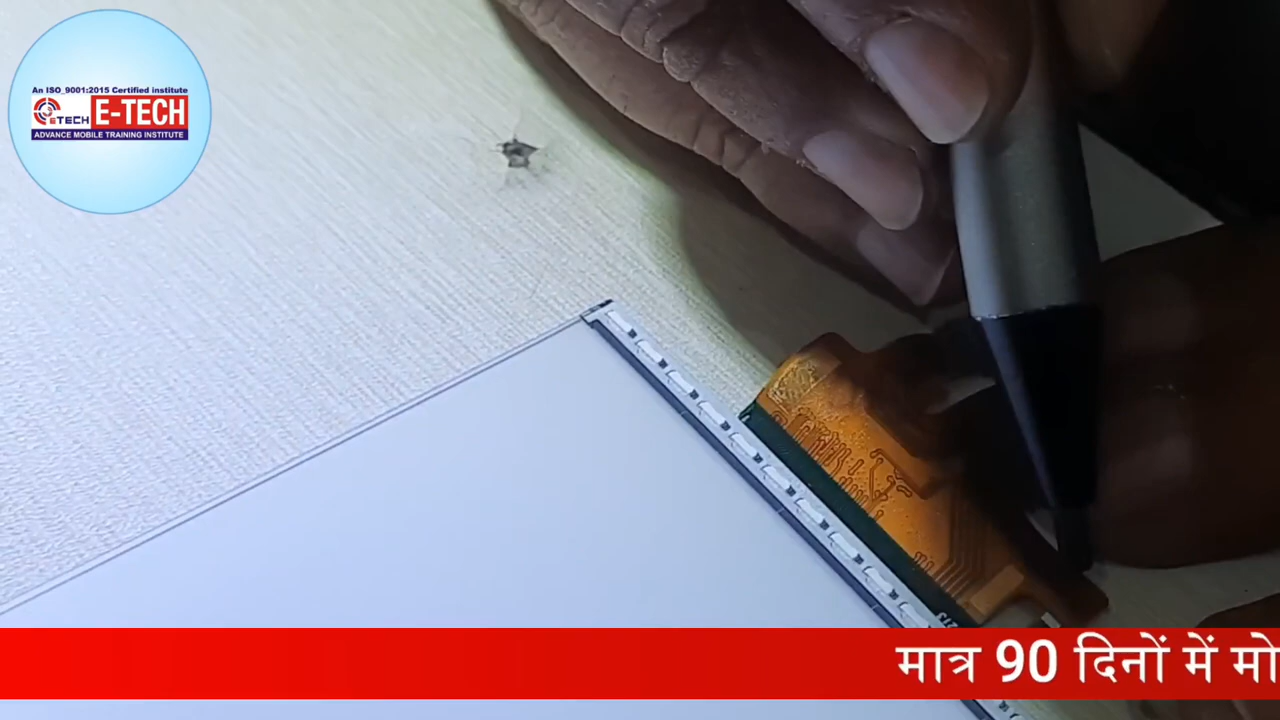 An ISO_9001:2015 Certified institute
ETECH E-TECH
ADVANCE MOBILE TRAINING INSTITUTE
मात्र 90 दिनों में मो